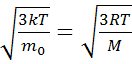 √(3kT/m₀) = √(3RT/M)